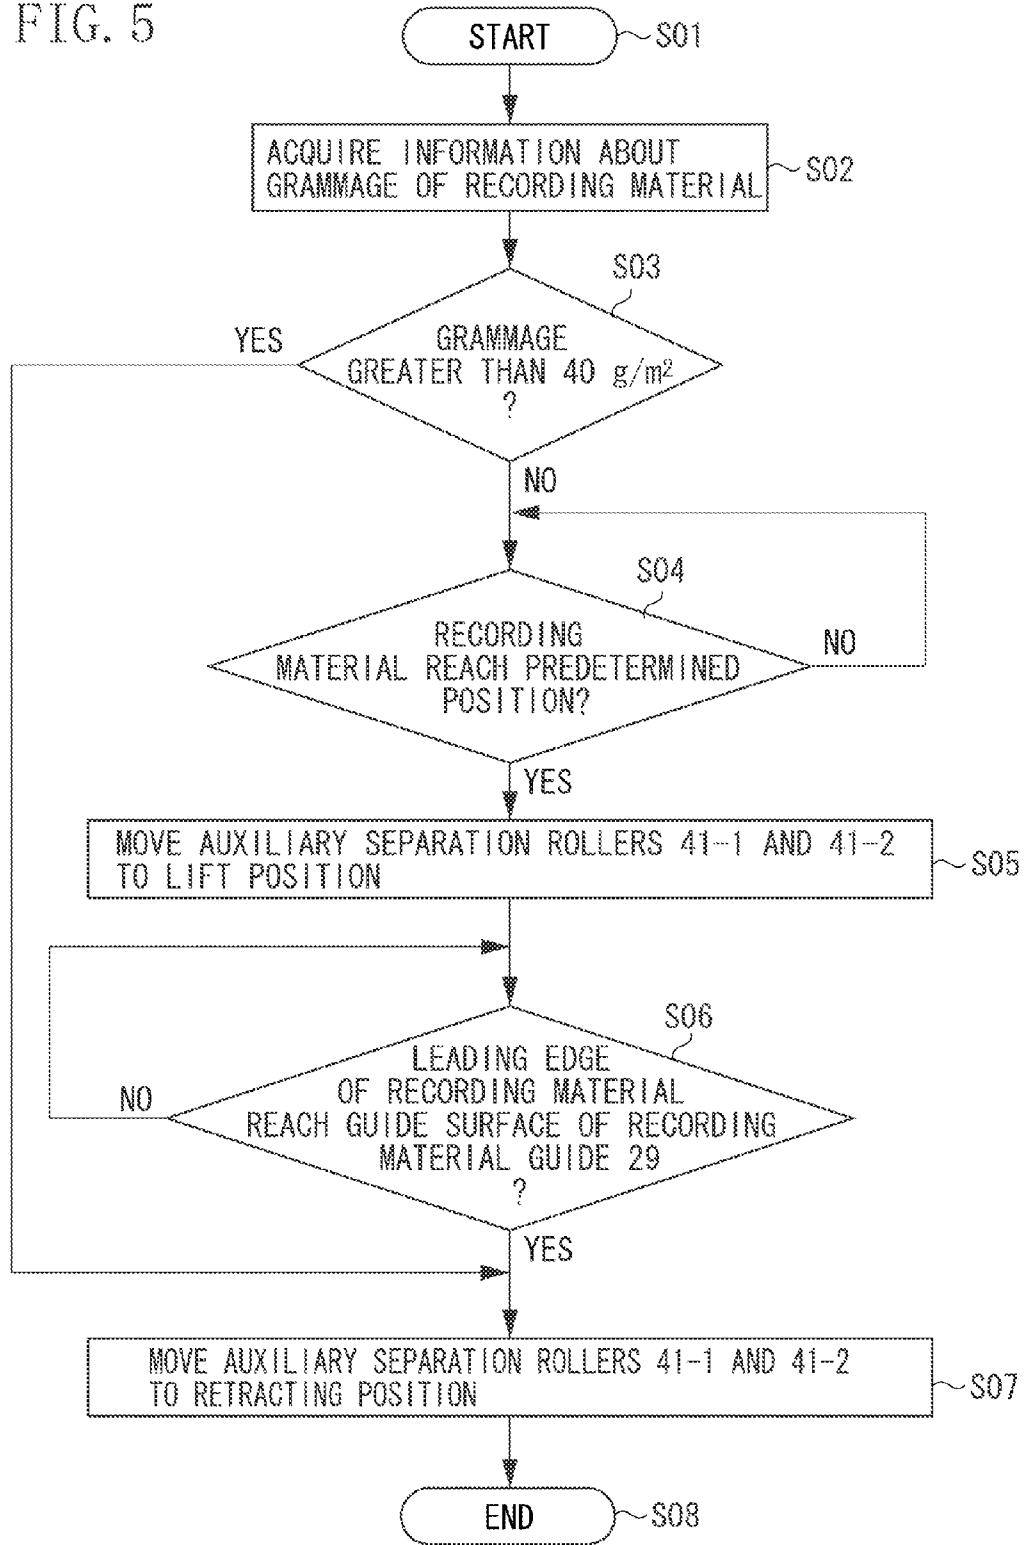 FIG. 5
START
S01
ACQUIRE INFORMATION ABOUT
GRAMMAGE OF RECORDING MATERIAL
S02
S03
YES
GRAMMAGE
GREATER THAN 40 g/m²
?
NO
S04
RECORDING
MATERIAL REACH PREDETERMINED
POSITION?
NO
YES
MOVE AUXILIARY SEPARATION ROLLERS 41-1 AND 41-2
TO LIFT POSITION
S05
S06
LEADING EDGE
OF RECORDING MATERIAL
REACH GUIDE SURFACE OF RECORDING
MATERIAL GUIDE 29
?
NO
YES
MOVE AUXILIARY SEPARATION ROLLERS 41-1 AND 41-2
TO RETRACTING POSITION
S07
END
S08